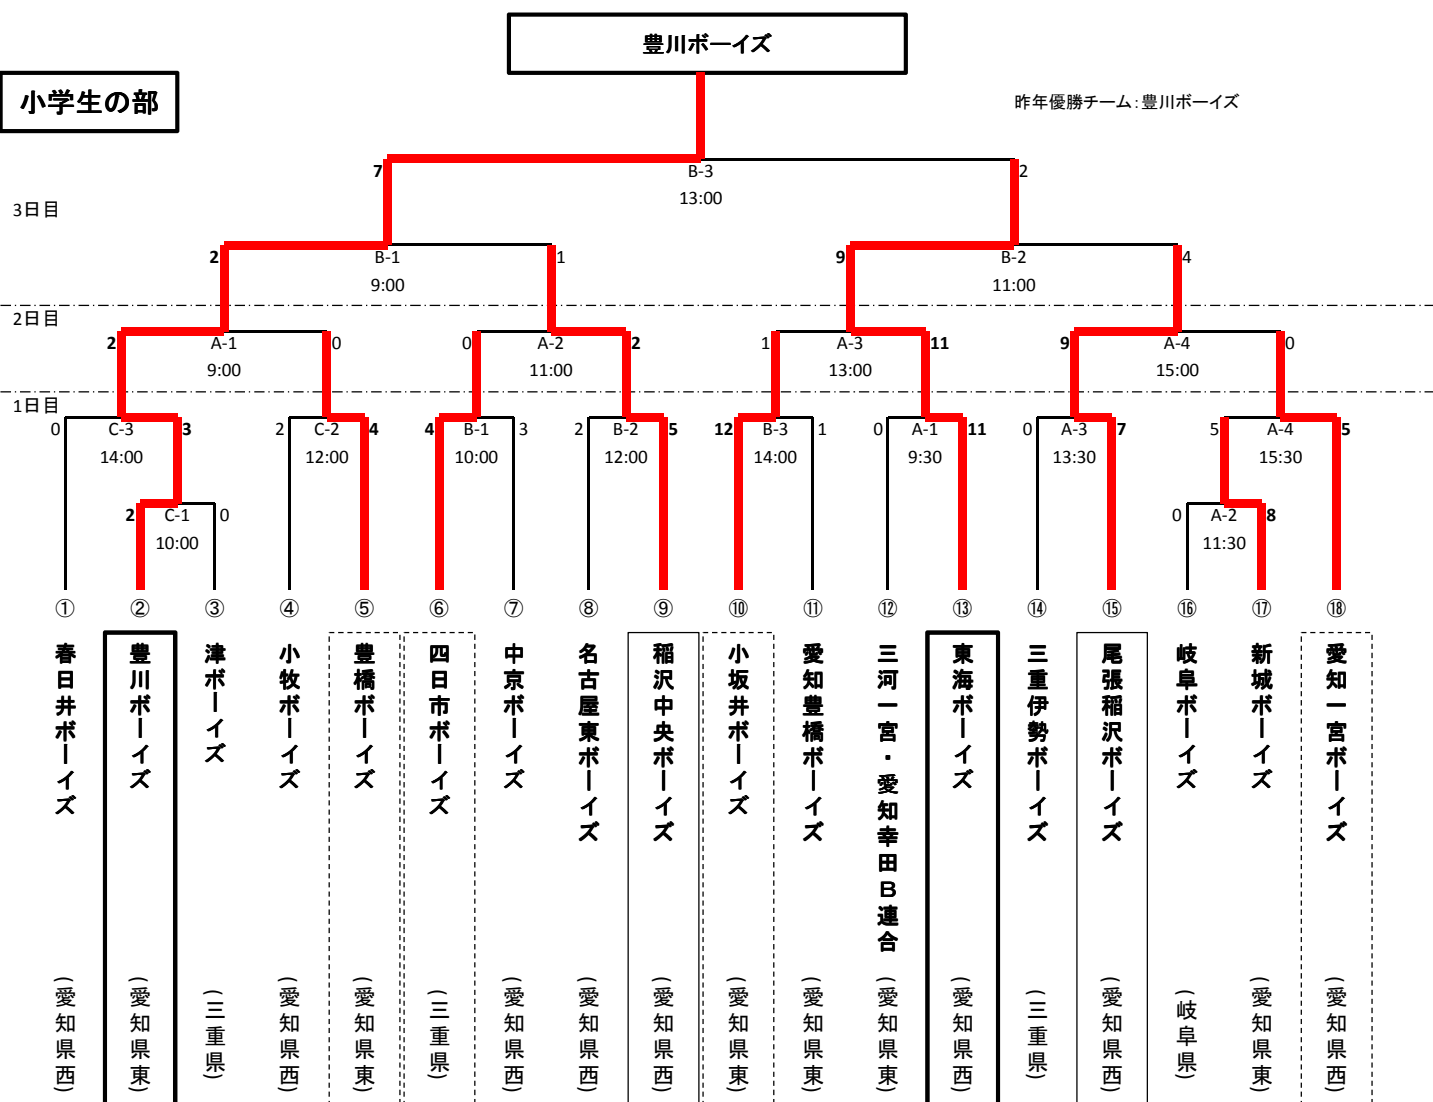 豊川ボーイズ
小学生の部
昨年優勝チーム：豊川ボーイズ
7 B-3 2
13:00
3日目
2 B-1 1 9 B-2 4
9:00 11:00
2日目
2 A-1 0 0 A-2 2 1 A-3 11 9 A-4 0
9:00 11:00 13:00 15:00
1日目
0 C-3 3 2 C-2 4 4 B-1 3 2 B-2 5 12 B-3 1 0 A-1 11 0 A-3 7 5 A-4 5
14:00 12:00 10:00 12:00 14:00 9:30 13:30 15:30
2 C-1 0 0 A-2 8
10:00 11:30
① ② ③ ④ ⑤ ⑥ ⑦ ⑧ ⑨ ⑩ ⑪ ⑫ ⑬ ⑭ ⑮ ⑯ ⑰ ⑱
春日井ボーイズ
(愛知県西)
豊川ボーイズ
(愛知県東)
津ボーイズ
(三重県)
小牧ボーイズ
(愛知県西)
豊橋ボーイズ
(愛知県東)
四日市ボーイズ
(三重県)
中京ボーイズ
(愛知県西)
名古屋東ボーイズ
(愛知県西)
稲沢中央ボーイズ
(愛知県西)
小坂井ボーイズ
(愛知県東)
愛知豊橋ボーイズ
(愛知県東)
三河一宮・愛知幸田B連合
(愛知県東)
東海ボーイズ
(愛知県西)
三重伊勢ボーイズ
(三重県)
尾張稲沢ボーイズ
(愛知県西)
岐阜ボーイズ
(岐阜県)
新城ボーイズ
(愛知県東)
愛知一宮ボーイズ
(愛知県西)